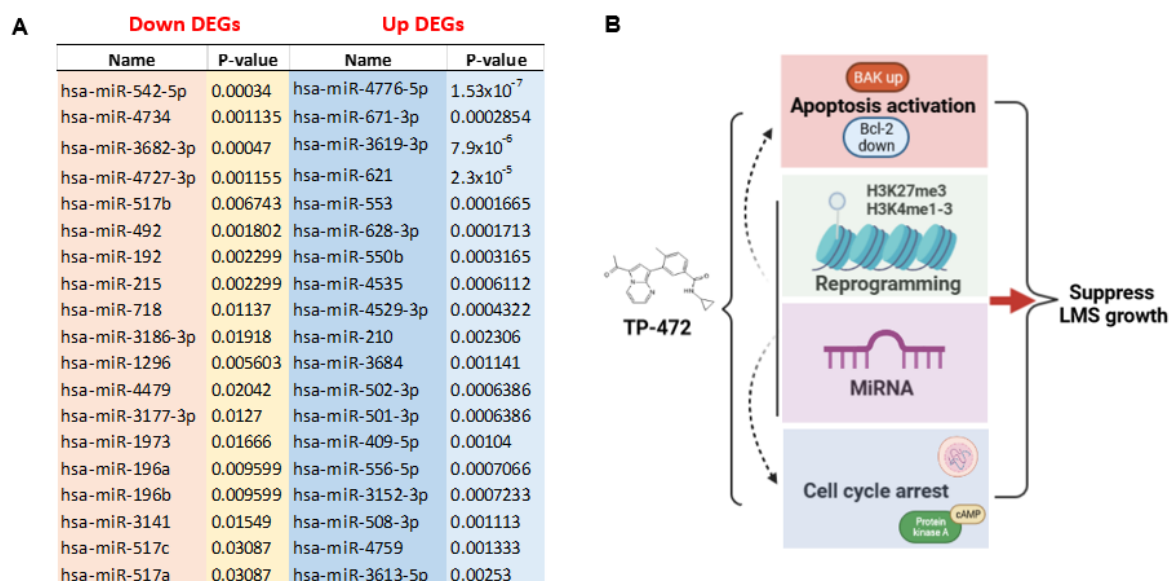 A
Down DEGs Up DEGs
Name P-value Name P-value
hsa-miR-542-5p 0.00034 hsa-miR-4776-5p 1.53x10⁻⁷
hsa-miR-4734 0.001135 hsa-miR-671-3p 0.0002854
hsa-miR-3682-3p 0.00047 hsa-miR-3619-3p 7.9x10⁻⁶
hsa-miR-4727-3p 0.001155 hsa-miR-621 2.3x10⁻⁵
hsa-miR-517b 0.006743 hsa-miR-553 0.0001665
hsa-miR-492 0.001802 hsa-miR-628-3p 0.0001713
hsa-miR-192 0.002299 hsa-miR-550b 0.0003165
hsa-miR-215 0.002299 hsa-miR-4535 0.0006112
hsa-miR-718 0.01137 hsa-miR-4529-3p 0.0004322
hsa-miR-3186-3p 0.01918 hsa-miR-210 0.002306
hsa-miR-1296 0.005603 hsa-miR-3684 0.001141
hsa-miR-4479 0.02042 hsa-miR-502-3p 0.0006386
hsa-miR-3177-3p 0.0127 hsa-miR-501-3p 0.0006386
hsa-miR-1973 0.01666 hsa-miR-409-5p 0.00104
hsa-miR-196a 0.009599 hsa-miR-556-5p 0.0007066
hsa-miR-196b 0.009599 hsa-miR-3152-3p 0.0007233
hsa-miR-3141 0.01549 hsa-miR-508-3p 0.001113
hsa-miR-517c 0.03087 hsa-miR-4759 0.001333
hsa-miR-517a 0.03087 hsa-miR-3613-5p 0.00253
B
BAK up
Apoptosis activation
Bcl-2
down
H3K27me3
H3K4me1-3
Reprogramming
O
N
N
O
HN
TP-472
MiRNA
Suppress
LMS growth
Cell cycle arrest
cAMP
Protein
kinase A